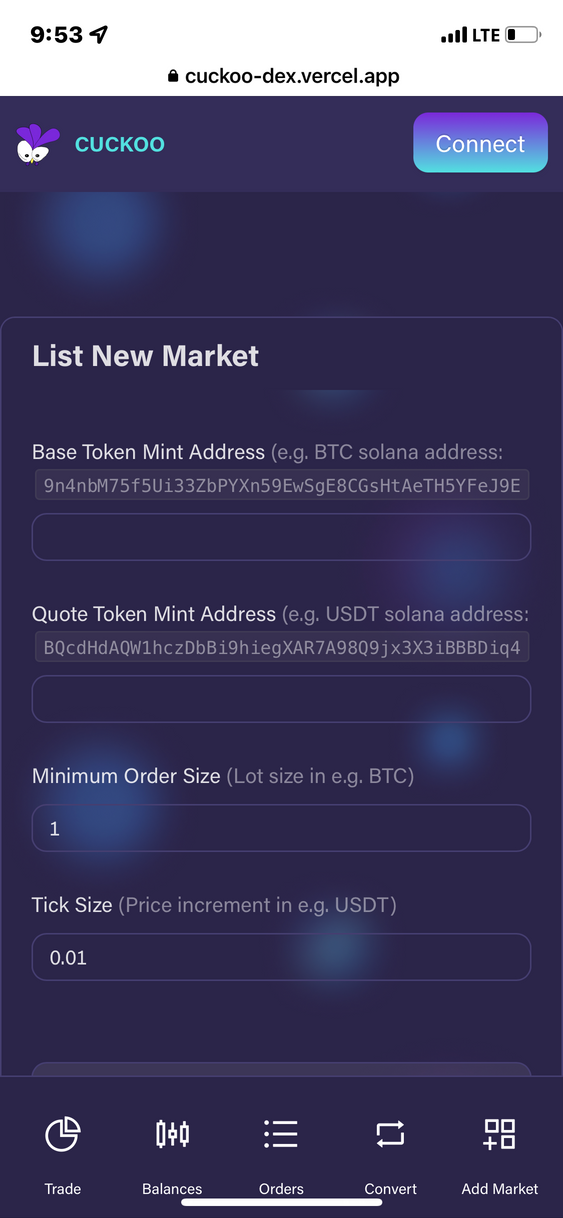 9:53
LTE
cuckoo-dex.vercel.app
CUCKOO
Connect
List New Market
Base Token Mint Address (e.g. BTC solana address:
9n4nbM75f5Ui33ZbPYXn59EwSgE8CGsHtAeTH5YFeJ9E
Quote Token Mint Address (e.g. USDT solana address:
BQcdHdAQW1hczDbBi9hiegXAR7A98Q9jx3X3iBBBDiq4
Minimum Order Size (Lot size in e.g. BTC)
1
Tick Size (Price increment in e.g. USDT)
0.01
Trade
Balances
Orders
Convert
Add Market